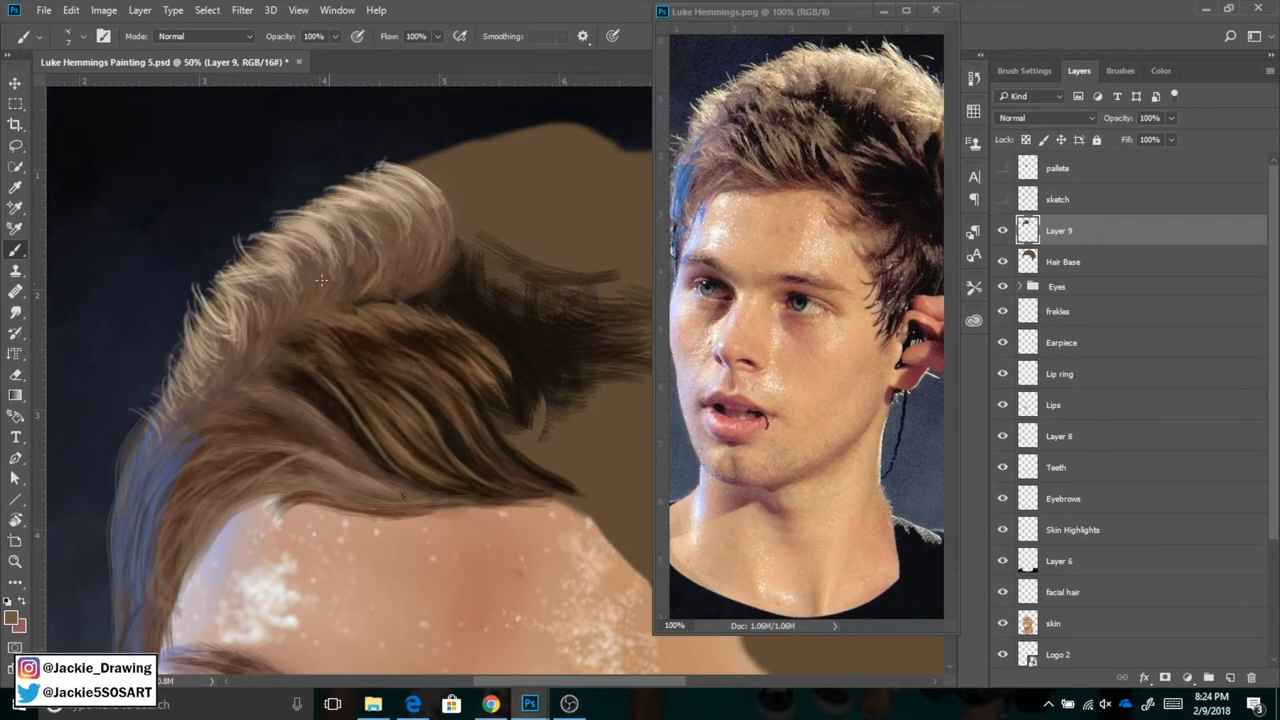 Ps File Edit Image Layer Type Select Filter 3D View Window Help
7 Mode: Normal Opacity: 100% Flow: 100% Smoothing:
Luke Hemmings Painting 5.psd @ 50% (Layer 9, RGB/16#) *
Luke Hemmings.png @ 100% (RGB/8)
Brush Settings Layers Brushes Color
Kind
Normal Opacity: 100%
Lock: Fill: 100%
pallete
sketch
Layer 9
Hair Base
Eyes
frekles
Earpiece
Lip ring
Lips
Layer 8
Teeth
Eyebrows
Skin Highlights
Layer 6
facial hair
skin
Logo 2
100% Doc: 1.06M/1.06M
@Jackie_Drawing
@Jackie5SOSART
8:24 PM
2/9/2018